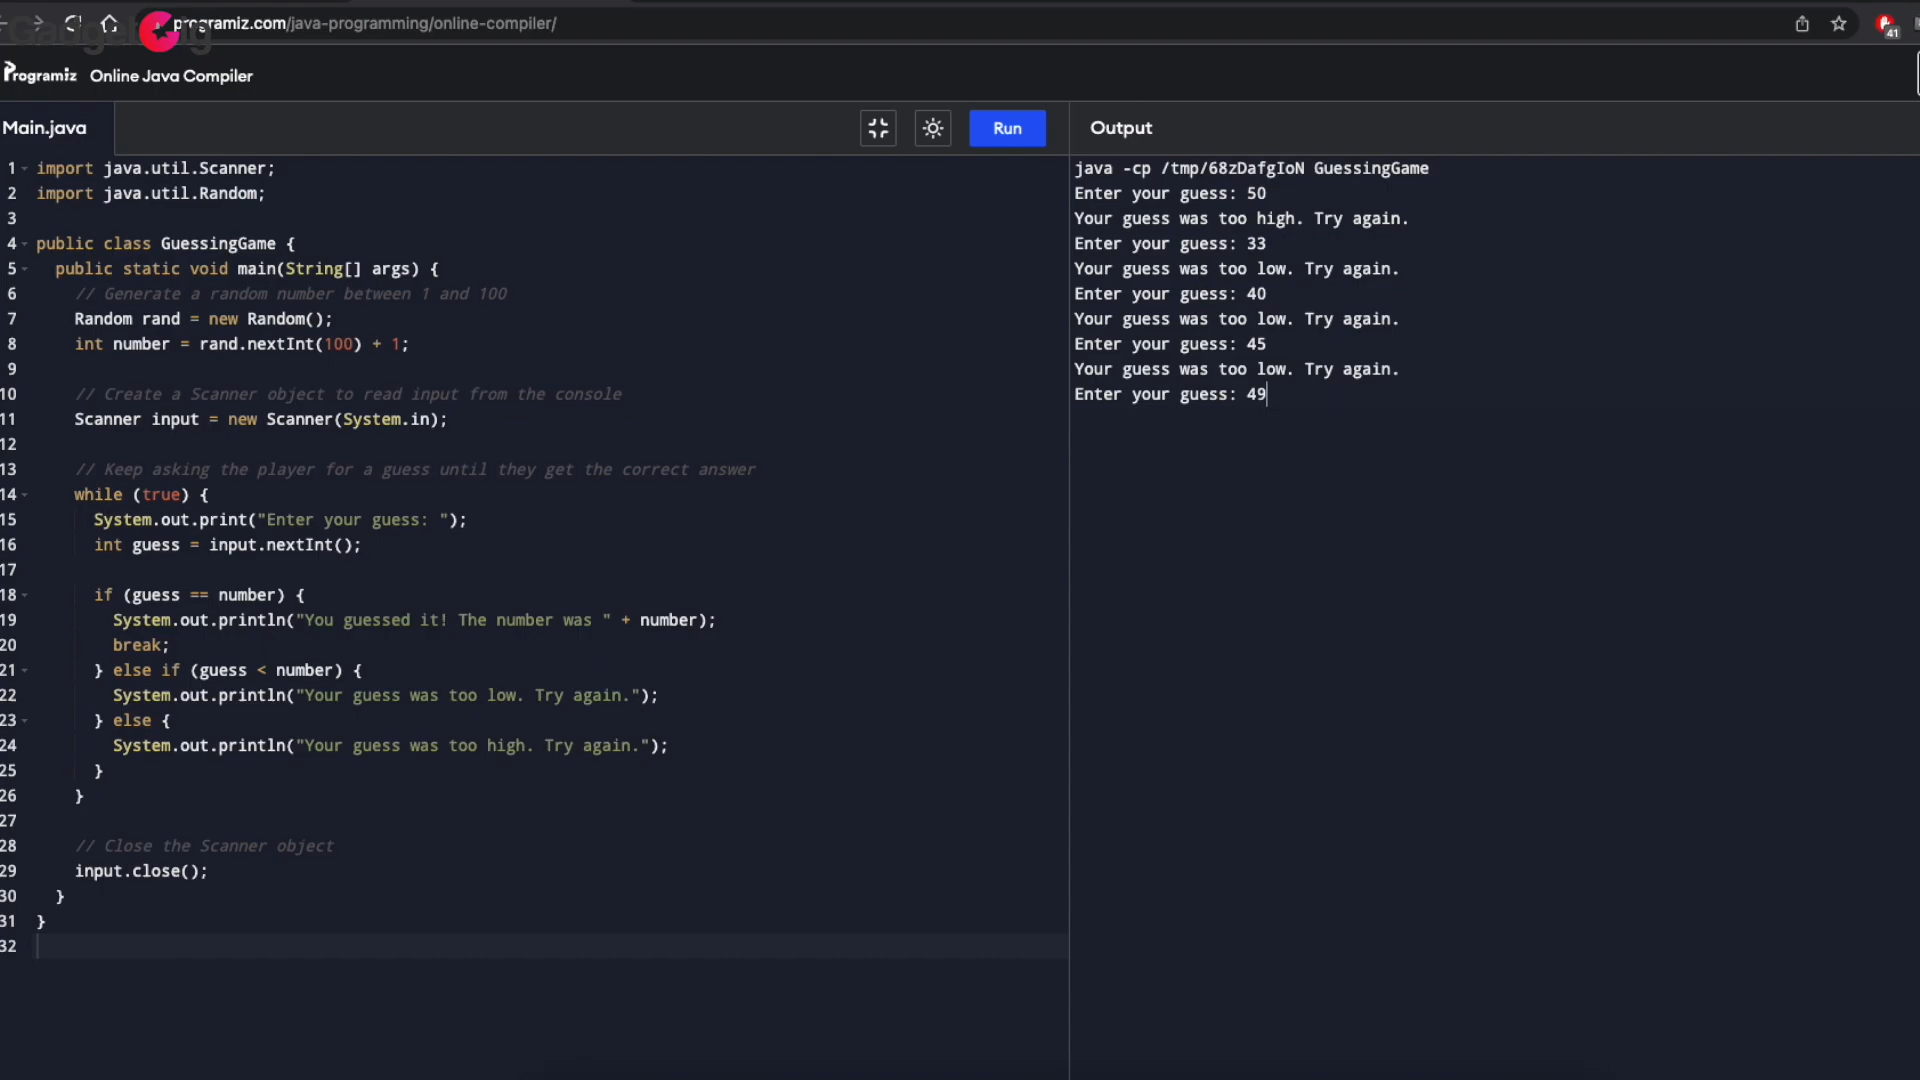 programiz.com/java-programming/online-compiler/
41
Programiz Online Java Compiler
Main.java
Run
Output
1 import java.util.Scanner;
2 import java.util.Random;
3
4 public class GuessingGame {
5 public static void main(String[] args) {
6 // Generate a random number between 1 and 100
7 Random rand = new Random();
8 int number = rand.nextInt(100) + 1;
9
10 // Create a Scanner object to read input from the console
11 Scanner input = new Scanner(System.in);
12
13 // Keep asking the player for a guess until they get the correct answer
14 while (true) {
15 System.out.print("Enter your guess: ");
16 int guess = input.nextInt();
17
18 if (guess == number) {
19 System.out.println("You guessed it! The number was " + number);
20 break;
21 } else if (guess < number) {
22 System.out.println("Your guess was too low. Try again.");
23 } else {
24 System.out.println("Your guess was too high. Try again.");
25 }
26 }
27
28 // Close the Scanner object
29 input.close();
30 }
31 }
32
java -cp /tmp/68zDafgIoN GuessingGame
Enter your guess: 50
Your guess was too high. Try again.
Enter your guess: 33
Your guess was too low. Try again.
Enter your guess: 40
Your guess was too low. Try again.
Enter your guess: 45
Your guess was too low. Try again.
Enter your guess: 49